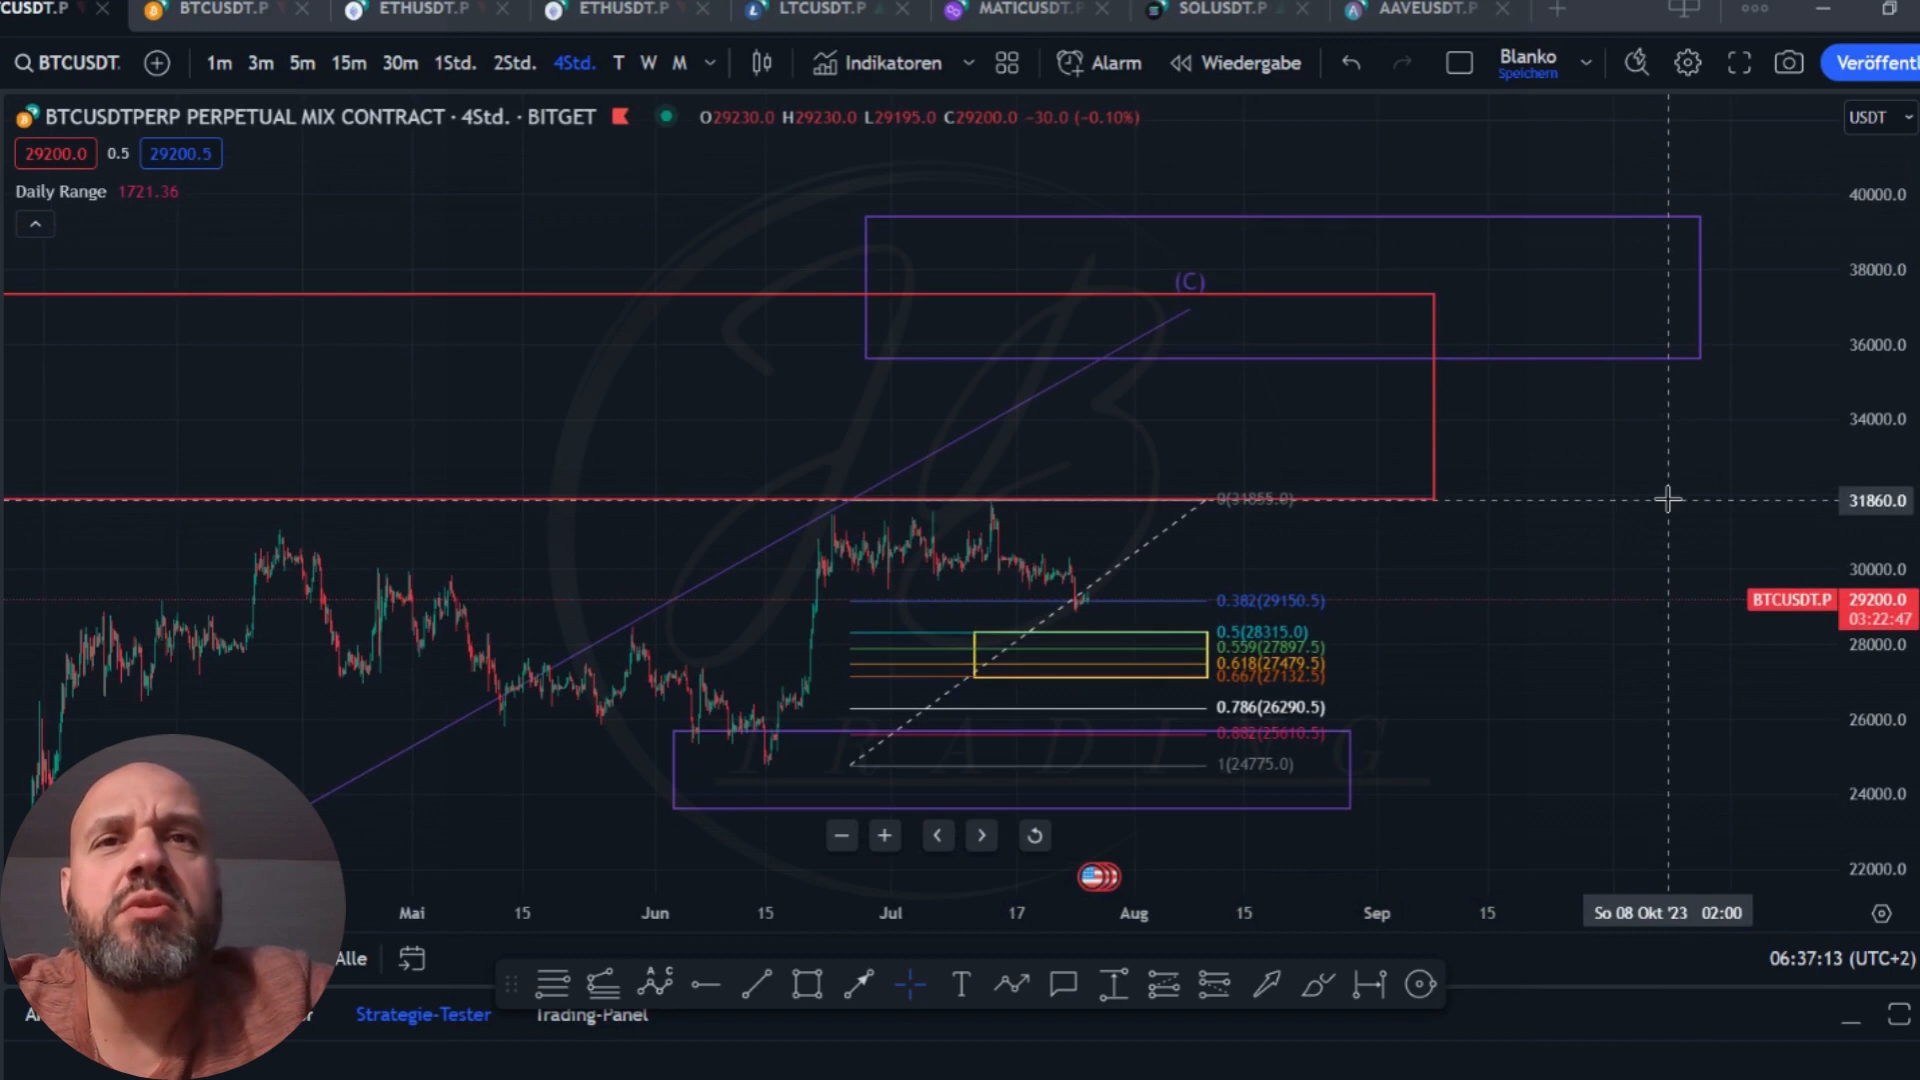 CUSDT.P BTCUSDT.P ETHUSDT.P ETHUSDT.P LTCUSDT.P MATICUSDT.P SOLUSDT.P AAVEUSDT.P
BTCUSDT. 1m 3m 5m 15m 30m 1Std. 2Std. 4Std. T W M Indikatoren Alarm Wiedergabe Blanko Veröffentl
Speichern
BTCUSDTPERP PERPETUAL MIX CONTRACT · 4Std. · BITGET O29230.0 H29230.0 L29195.0 C29200.0 −30.0 (−0.10%) USDT
29200.0 0.5 29200.5
Daily Range 1721.36
40000.0
38000.0
(C)
36000.0
34000.0
0(31855.0) 31860.0
30000.0
0.382(29150.5) BTCUSDT.P 29200.0
03:22:47
0.5(28315.0)
0.559(27897.5) 28000.0
0.618(27479.5)
0.667(27132.5)
0.786(26290.5)
26000.0
0.882(25610.5)
TRADING
1(24775.0)
24000.0
22000.0
Mai 15 Jun 15 Jul 17 Aug 15 Sep 15 So 08 Okt '23 02:00
Alle 06:37:13 (UTC+2)
A C
T
Strategie-Tester Trading-Panel